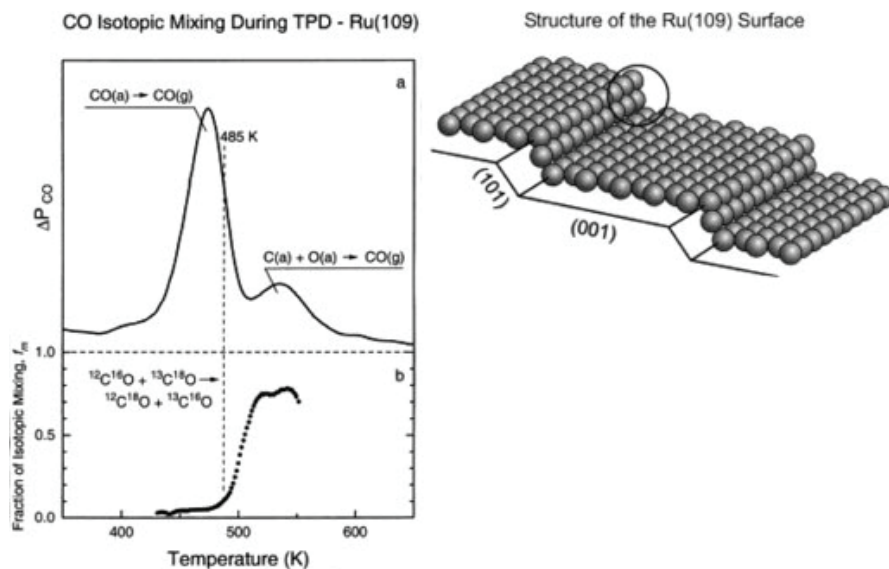 CO Isotopic Mixing During TPD - Ru(109)
a
CO(a) → CO(g)
485 K
ΔP_CO
C(a) + O(a) → CO(g)
Fraction of Isotopic Mixing, f_m
1.0
0.5
0.0
b
¹²C¹⁶O + ¹³C¹⁸O →
¹²C¹⁸O + ¹³C¹⁶O
400 500 600
Temperature (K)
Structure of the Ru(109) Surface
(101)
(001)